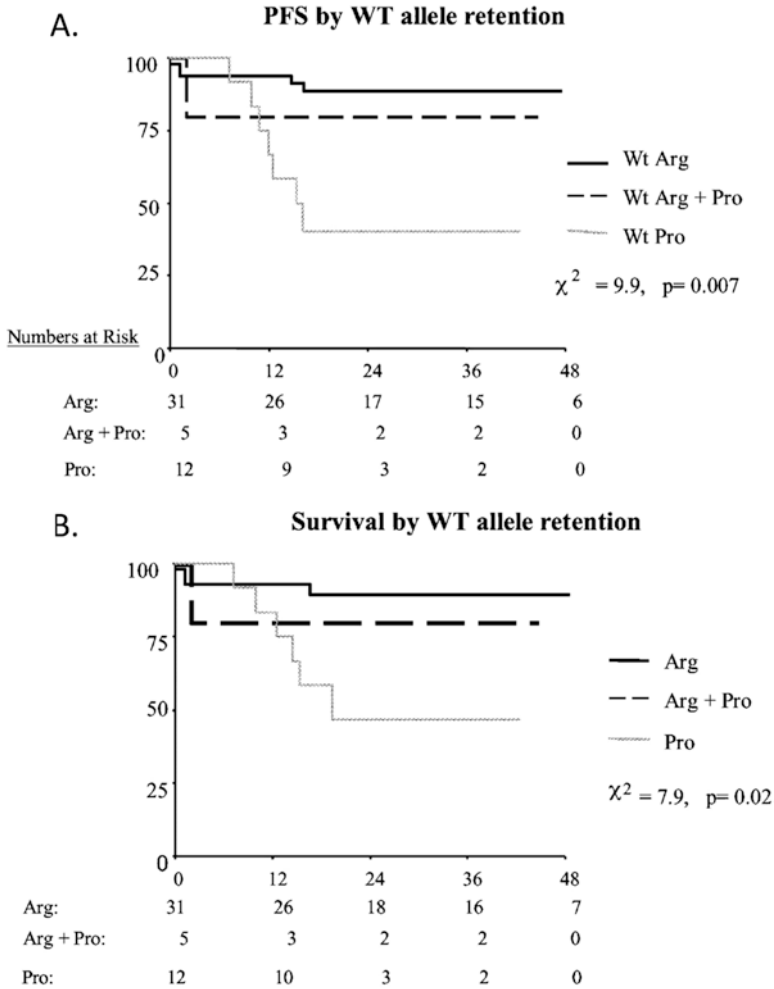 A.
PFS by WT allele retention
100
75
50
25
0
Wt Arg
Wt Arg + Pro
Wt Pro
χ² = 9.9, p= 0.007
Numbers at Risk
0 12 24 36 48
Arg: 31 26 17 15 6
Arg + Pro: 5 3 2 2 0
Pro: 12 9 3 2 0
B.
Survival by WT allele retention
100
75
50
25
0
Arg
Arg + Pro
Pro
χ² = 7.9, p= 0.02
0 12 24 36 48
Arg: 31 26 18 16 7
Arg + Pro: 5 3 2 2 0
Pro: 12 10 3 2 0